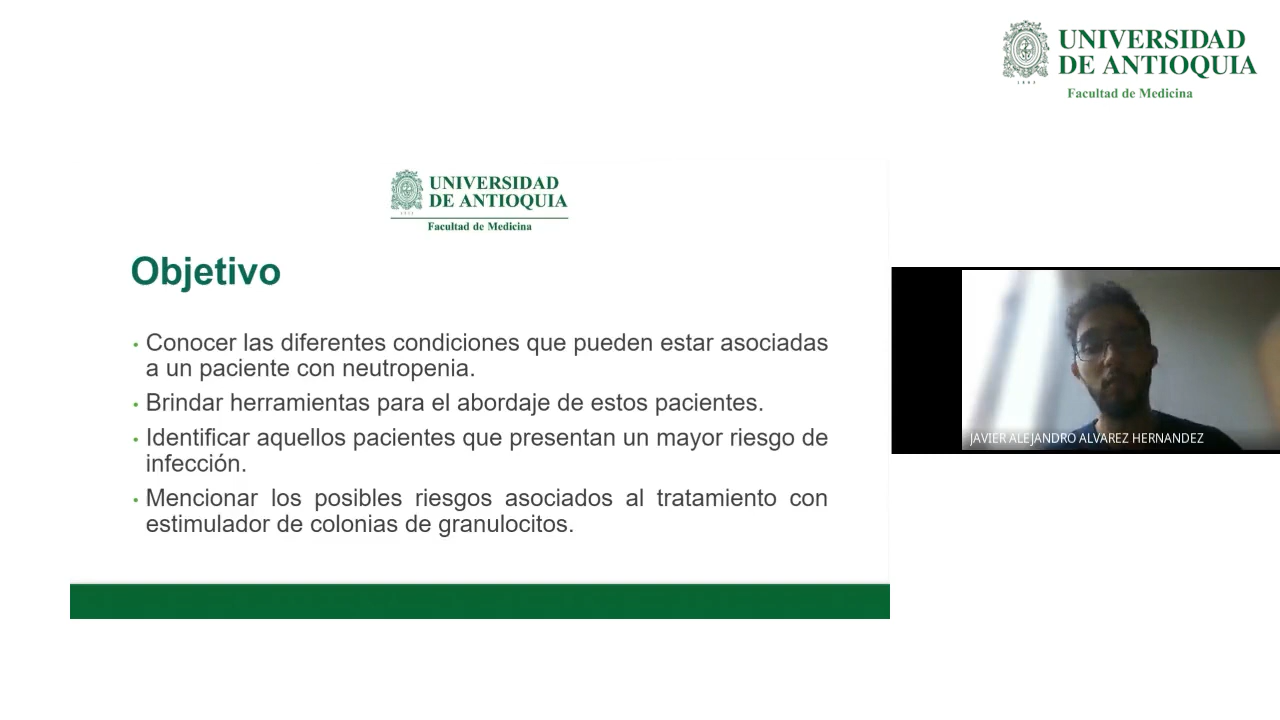 UNIVERSIDAD
DE ANTIOQUIA
1803
Facultad de Medicina
UNIVERSIDAD
DE ANTIOQUIA
1803
Facultad de Medicina
Objetivo
• Conocer las diferentes condiciones que pueden estar asociadas
a un paciente con neutropenia.
• Brindar herramientas para el abordaje de estos pacientes.
• Identificar aquellos pacientes que presentan un mayor riesgo de
infección.
• Mencionar los posibles riesgos asociados al tratamiento con
estimulador de colonias de granulocitos.
JAVIER ALEJANDRO ALVAREZ HERNANDEZ